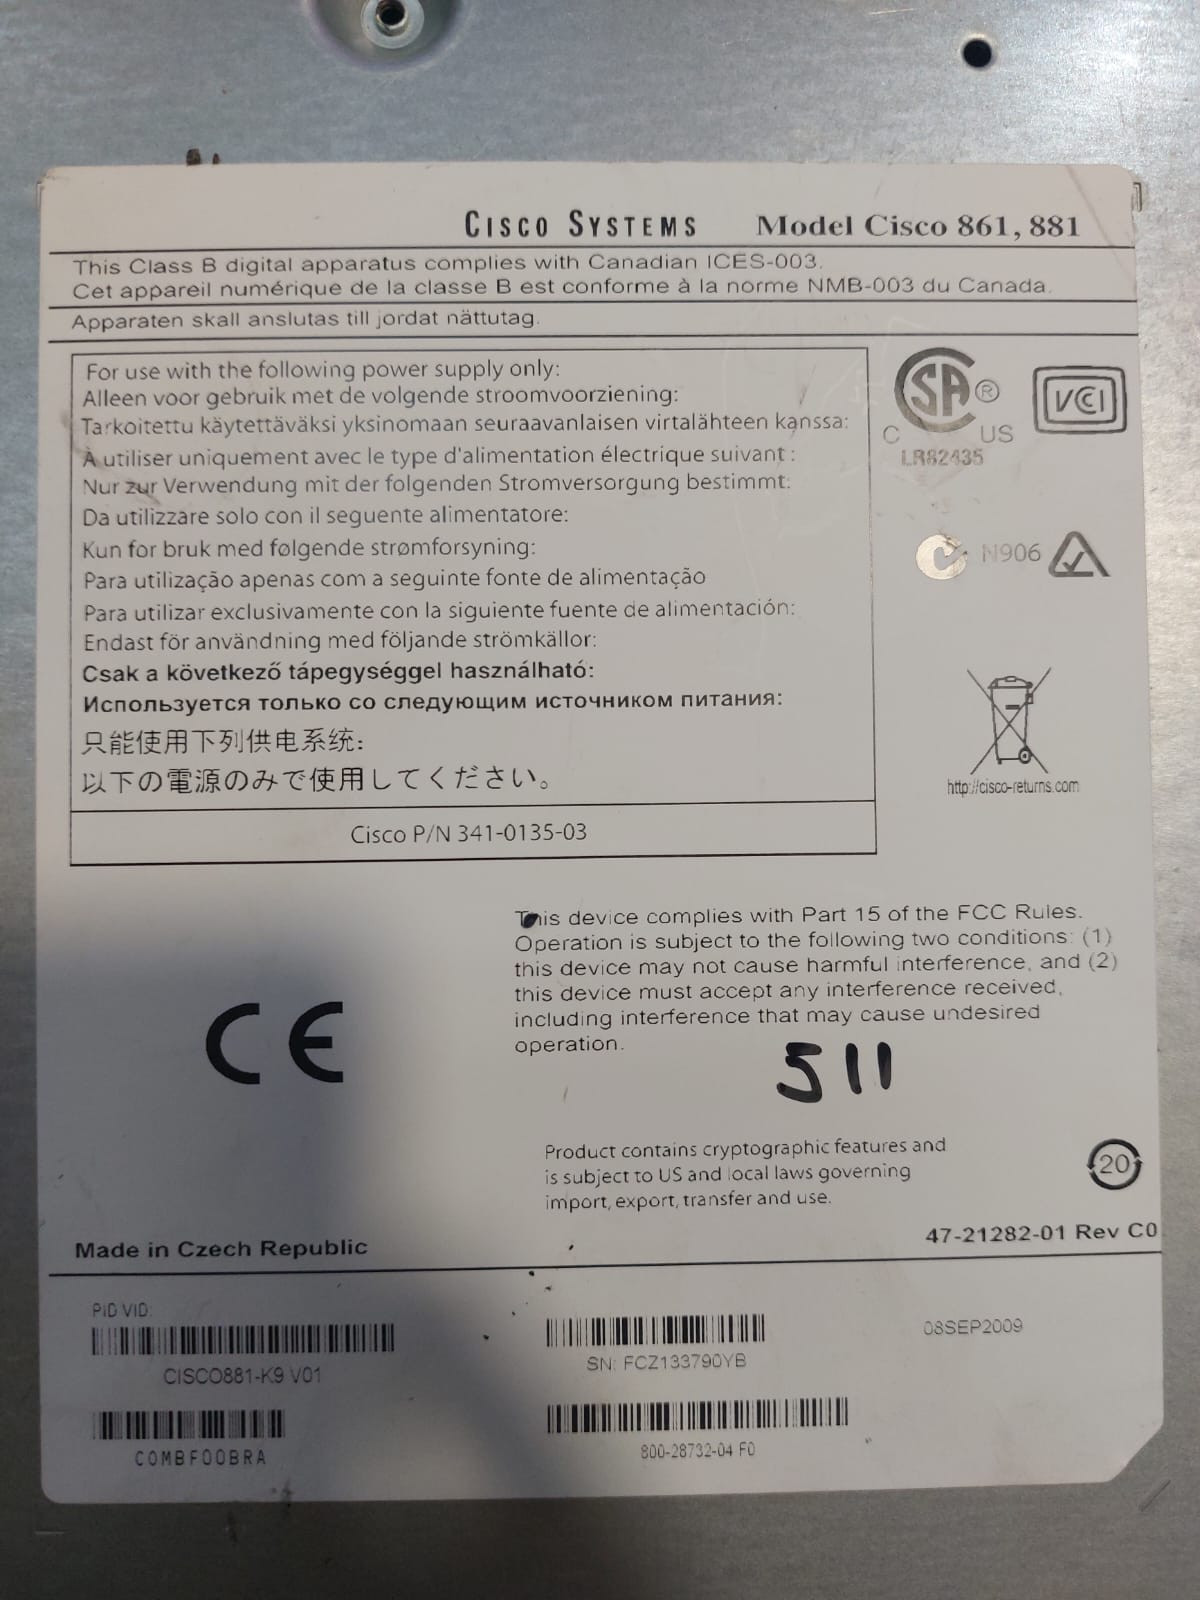 CISCO SYSTEMS Model Cisco 861, 881
This Class B digital apparatus complies with Canadian ICES-003.
Cet appareil numérique de la classe B est conforme à la norme NMB-003 du Canada.
Apparaten skall anslutas till jordat nättutag.
For use with the following power supply only:
Alleen voor gebruik met de volgende stroomvoorziening:
Tarkoitettu käytettäväksi yksinomaan seuraavanlaisen virtalähteen kanssa:
À utiliser uniquement avec le type d'alimentation électrique suivant :
Nur zur Verwendung mit der folgenden Stromversorgung bestimmt:
Da utilizzare solo con il seguente alimentatore:
Kun for bruk med følgende strømforsyning:
Para utilização apenas com a seguinte fonte de alimentação
Para utilizar exclusivamente con la siguiente fuente de alimentación:
Endast för användning med följande strömkällor:
Csak a következő tápegységgel használható:
Используется только со следующим источником питания:
只能使用下列供电系统:
以下の電源のみで使用してください。
Cisco P/N 341-0135-03
SA ®
C US
LR82435
VCI
N906
http://cisco-returns.com
CE
This device complies with Part 15 of the FCC Rules.
Operation is subject to the following two conditions: (1)
this device may not cause harmful interference, and (2)
this device must accept any interference received,
including interference that may cause undesired
operation.
511
Product contains cryptographic features and
is subject to US and local laws governing
import, export, transfer and use.
20
47-21282-01 Rev C0
Made in Czech Republic
PID VID:
CISCO881-K9 V01
SN: FCZ133790YB
08SEP2009
COMBF00BRA
800-28732-04 F0